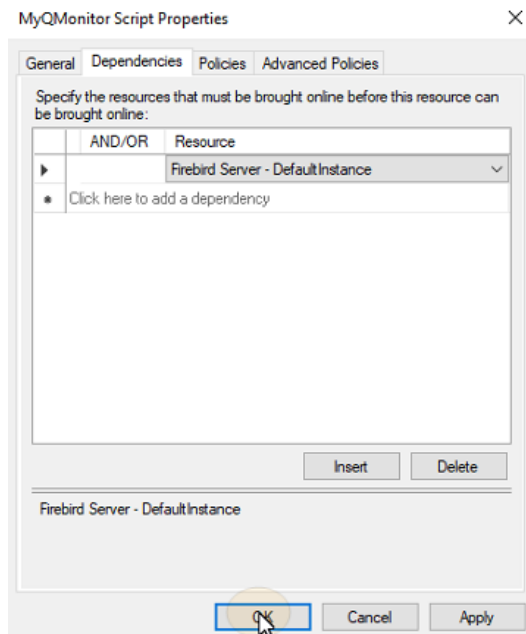 MyQMonitor Script Properties
General Dependencies Policies Advanced Policies
Specify the resources that must be brought online before this resource can
be brought online:
AND/OR Resource
Firebird Server - DefaultInstance
Click here to add a dependency
Insert Delete
Firebird Server - DefaultInstance
OK Cancel Apply